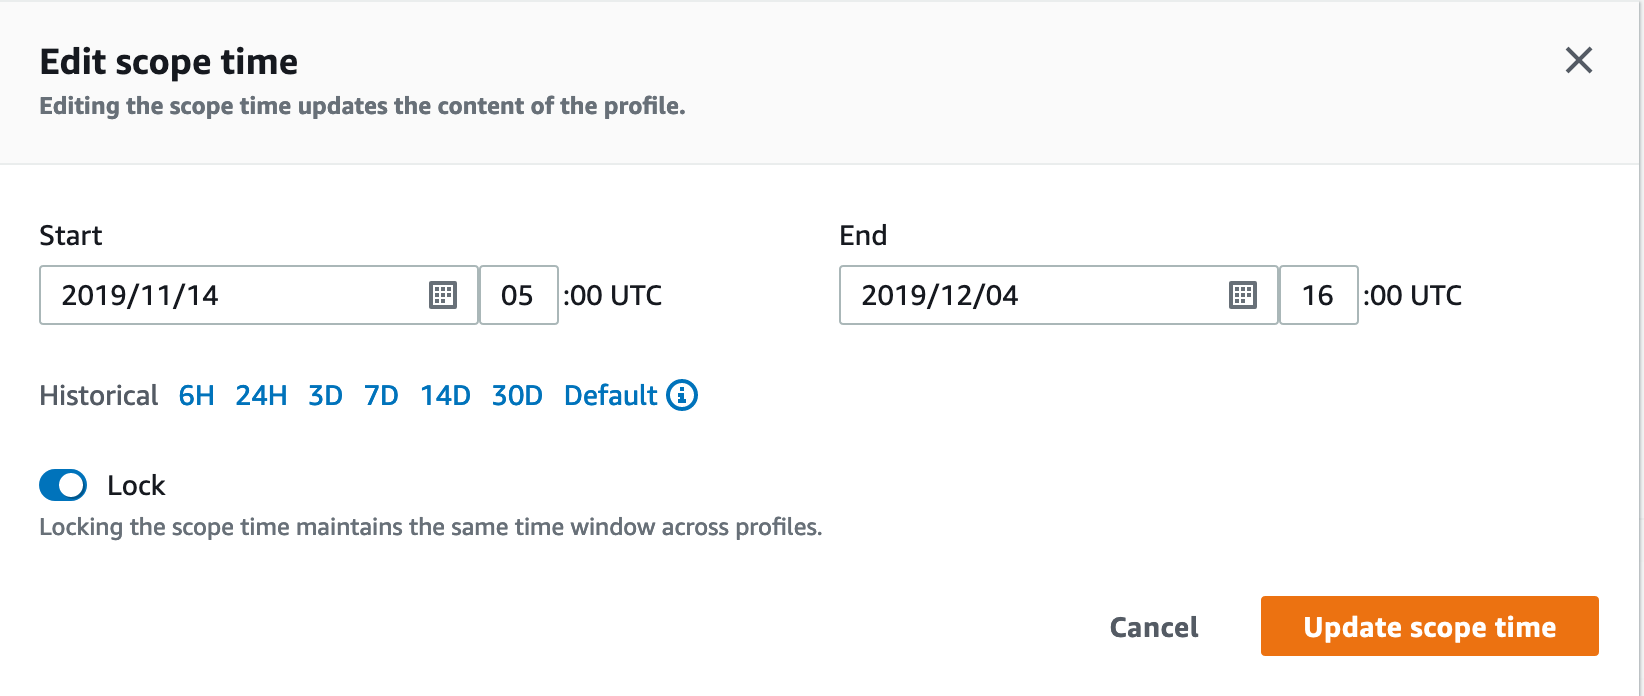 Edit scope time
Editing the scope time updates the content of the profile.
Start
2019/11/14 05 :00 UTC
End
2019/12/04 16 :00 UTC
Historical 6H 24H 3D 7D 14D 30D Default
Lock
Locking the scope time maintains the same time window across profiles.
Cancel Update scope time